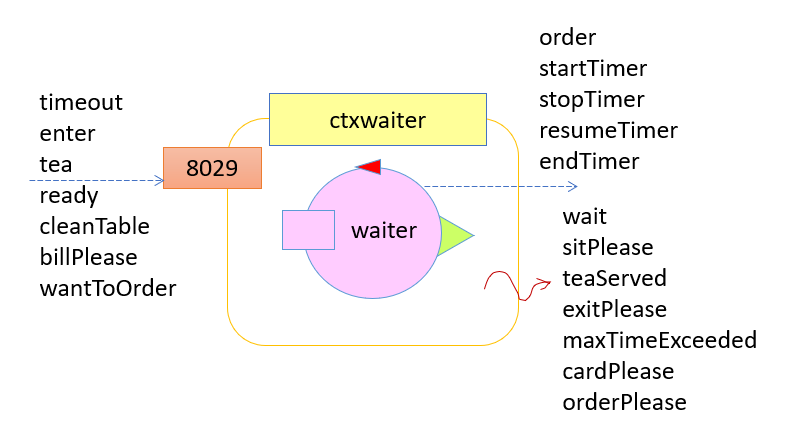 timeout
enter
tea
ready
cleanTable
billPlease
wantToOrder
8029
ctxwaiter
waiter
order
startTimer
stopTimer
resumeTimer
endTimer
wait
sitPlease
teaServed
exitPlease
maxTimeExceeded
cardPlease
orderPlease